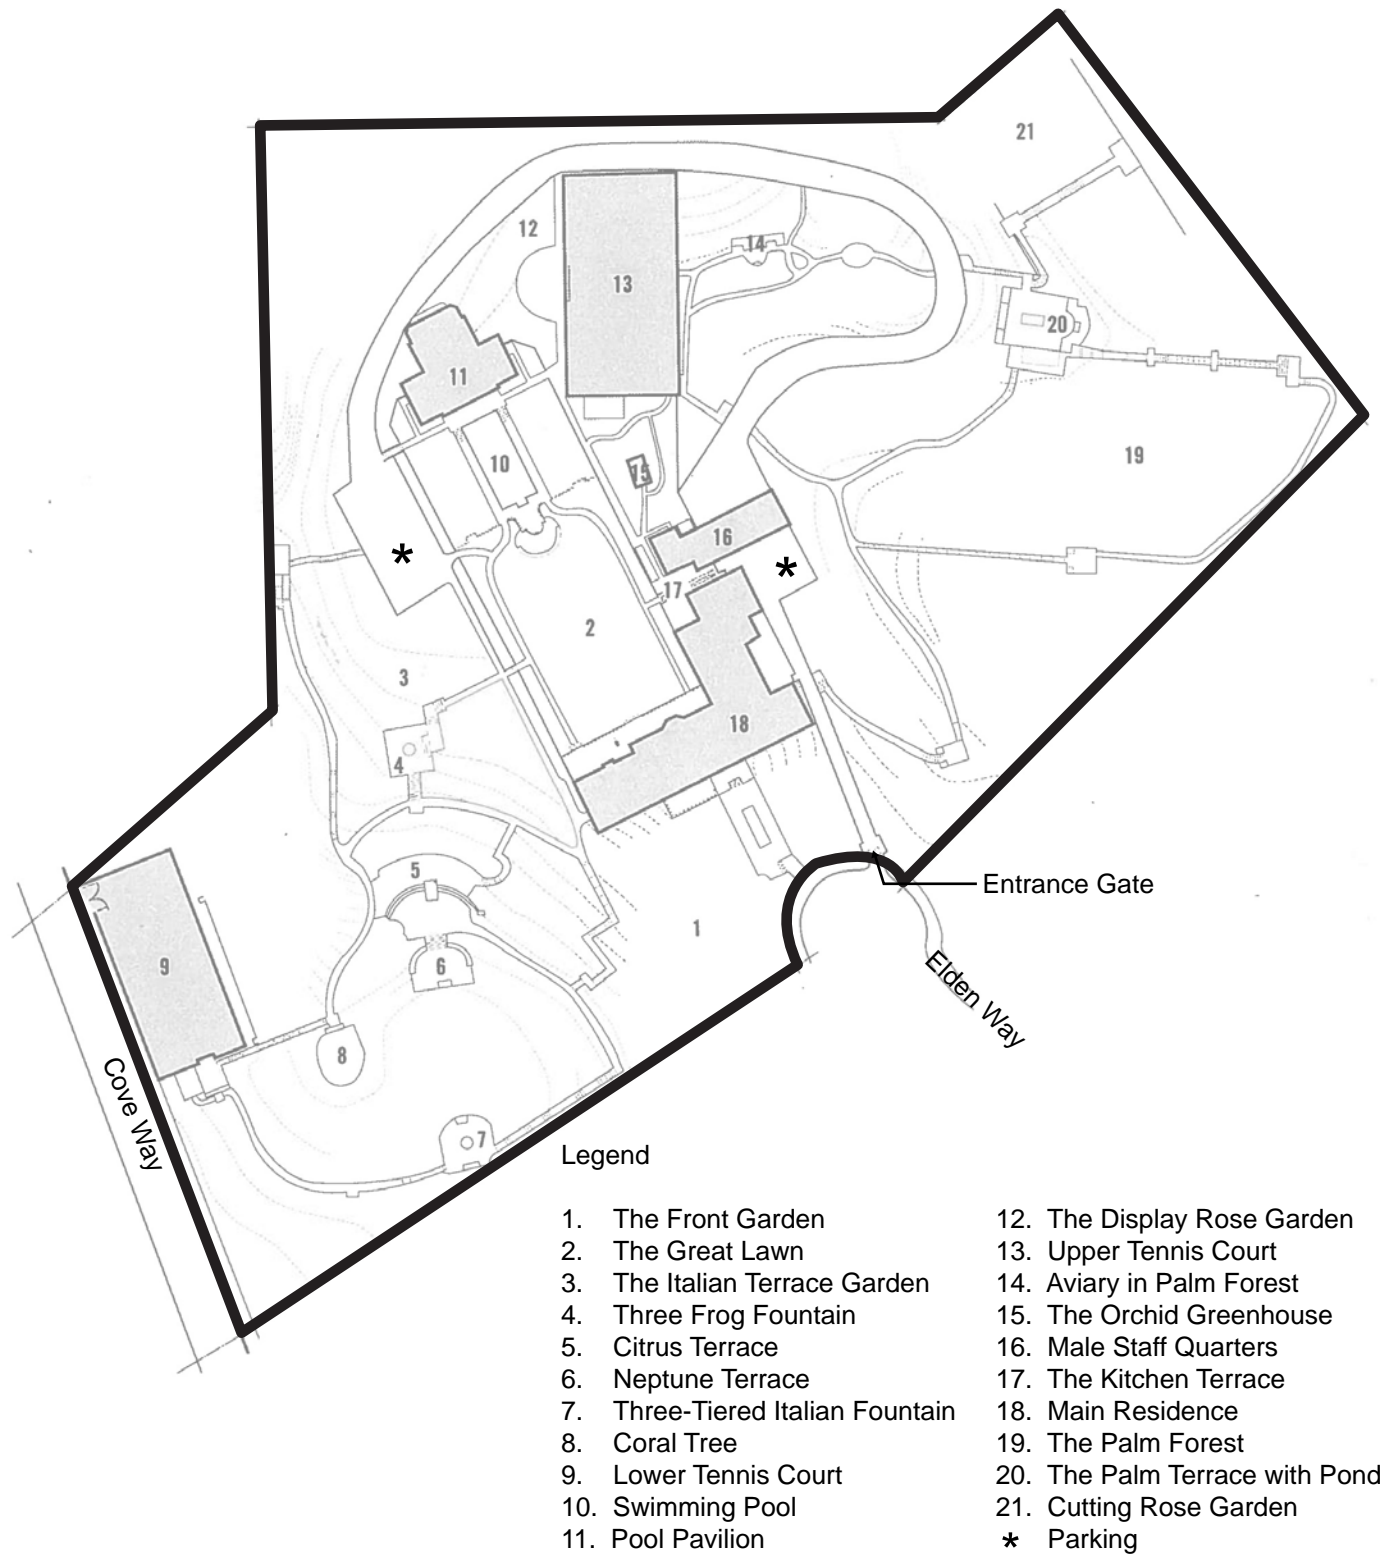 21
12
14
13
20
11
19
10
15
16
*
*
17
2
3
18
4
5
Entrance Gate
1
6
9
Elden Way
8
Cove Way
7
Legend
1. The Front Garden
2. The Great Lawn
3. The Italian Terrace Garden
4. Three Frog Fountain
5. Citrus Terrace
6. Neptune Terrace
7. Three-Tiered Italian Fountain
8. Coral Tree
9. Lower Tennis Court
10. Swimming Pool
11. Pool Pavilion
12. The Display Rose Garden
13. Upper Tennis Court
14. Aviary in Palm Forest
15. The Orchid Greenhouse
16. Male Staff Quarters
17. The Kitchen Terrace
18. Main Residence
19. The Palm Forest
20. The Palm Terrace with Pond
21. Cutting Rose Garden
* Parking